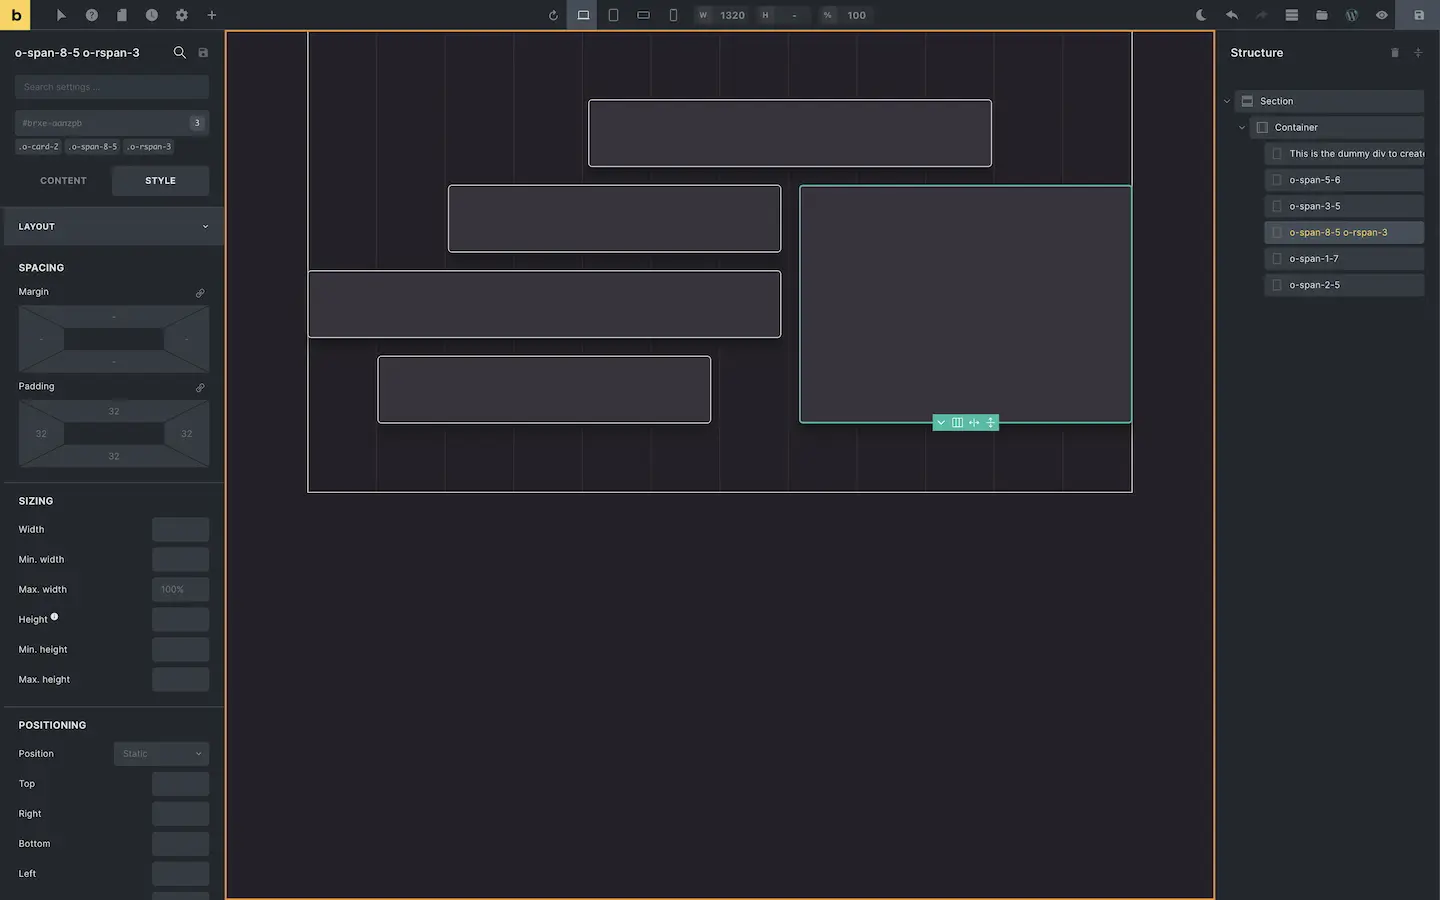 b
W 1320 H - % 100
o-span-8-5 o-rspan-3
Search settings ...
#brxe-aanzpb 3
.o-card-2 .o-span-8-5 .o-rspan-3
CONTENT STYLE
LAYOUT
SPACING
Margin
-
- -
-
Padding
32
32 32
32
SIZING
Width
Min. width
Max. width 100%
Height
Min. height
Max. height
POSITIONING
Position Static
Top
Right
Bottom
Left
Structure
Section
Container
This is the dummy div to create
o-span-5-6
o-span-3-5
o-span-8-5 o-rspan-3
o-span-1-7
o-span-2-5